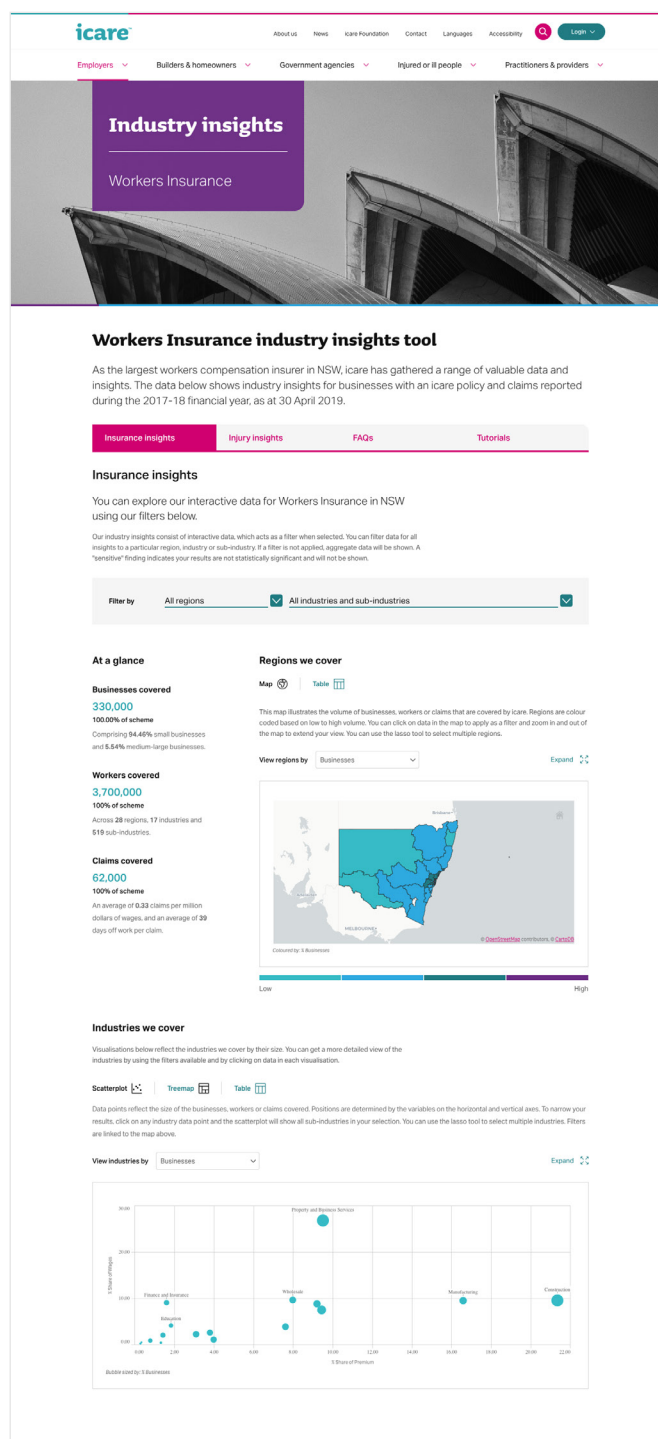 icare™
About us News icare Foundation Contact Languages Accessibility Login
Employers Builders & homeowners Government agencies Injured or ill people Practitioners & providers
Industry insights
Workers Insurance
Workers Insurance industry insights tool
As the largest workers compensation insurer in NSW, icare has gathered a range of valuable data and
insights. The data below shows industry insights for businesses with an icare policy and claims reported
during the 2017-18 financial year, as at 30 April 2019.
Insurance insights Injury insights FAQs Tutorials
Insurance insights
You can explore our interactive data for Workers Insurance in NSW
using our filters below.
Our industry insights consist of interactive data, which acts as a filter when selected. You can filter data for all
insights to a particular region, industry or sub-industry. If a filter is not applied, aggregate data will be shown. A
"sensitive" finding indicates your results are not statistically significant and will not be shown.
Filter by All regions All industries and sub-industries
At a glance
Businesses covered
330,000
100.00% of scheme
Comprising 94.46% small businesses
and 5.54% medium-large businesses.
Workers covered
3,700,000
100% of scheme
Across 28 regions, 17 industries and
519 sub-industries.
Claims covered
62,000
100% of scheme
An average of 0.33 claims per million
dollars of wages, and an average of 39
days off work per claim.
Regions we cover
Map Table
This map illustrates the volume of businesses, workers or claims that are covered by icare. Regions are colour
coded based on low to high volume. You can click on data in the map to apply as a filter and zoom in and out of
the map to extend your view. You can use the lasso tool to select multiple regions.
View regions by Businesses Expand
Brisbane
MELBOURNE
© OpenStreetMap contributors, © CartoDB
Coloured by: % Businesses
Low High
Industries we cover
Visualisations below reflect the industries we cover by their size. You can get a more detailed view of the
industries by using the filters available and by clicking on data in each visualisation.
Scatterplot Treemap Table
Data points reflect the size of the businesses, workers or claims covered. Positions are determined by the variables on the horizontal and vertical axes. To narrow your
results, click on any industry data point and the scatterplot will show all sub-industries in your selection. You can use the lasso tool to select multiple industries. Filters
are linked to the map above.
View industries by Businesses Expand
% Share of Wages
30.00
Property and Business Services
20.00
Finance and Insurance Wholesale Manufacturing Construction
10.00
Education
0.00
0.00 2.00 4.00 6.00 8.00 10.00 12.00 14.00 16.00 18.00 20.00 22.00
% Share of Premium
Bubble sized by: % Businesses